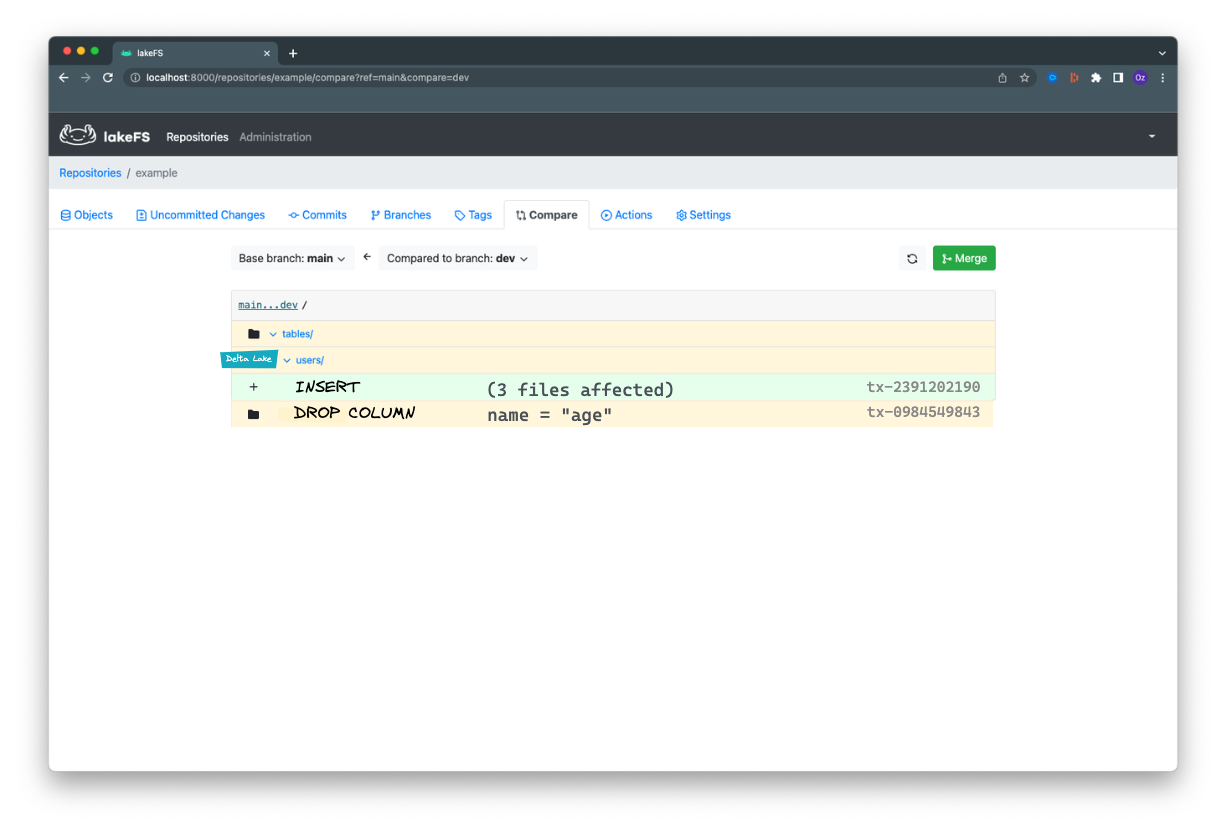 lakeFS
localhost:8000/repositories/example/compare?ref=main&compare=dev
Oz
lakeFS Repositories Administration
Repositories / example
Objects Uncommitted Changes Commits Branches Tags Compare Actions Settings
Base branch: main Compared to branch: dev Merge
main...dev /
tables/
Delta Lake users/
+ INSERT (3 files affected) tx-2391202190
DROP COLUMN name = "age" tx-0984549843